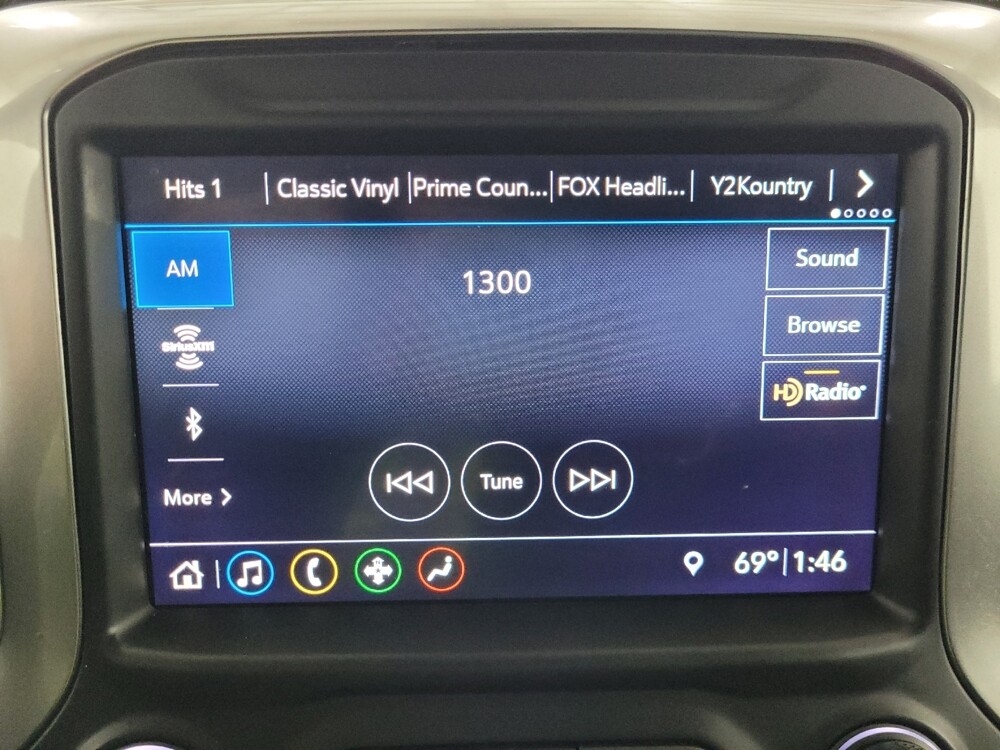 Hits 1 Classic Vinyl Prime Coun... FOX Headli... Y2Kountry
AM
1300
Sound
SiriusXM
Browse
HD Radio
More
Tune
69° 1:46